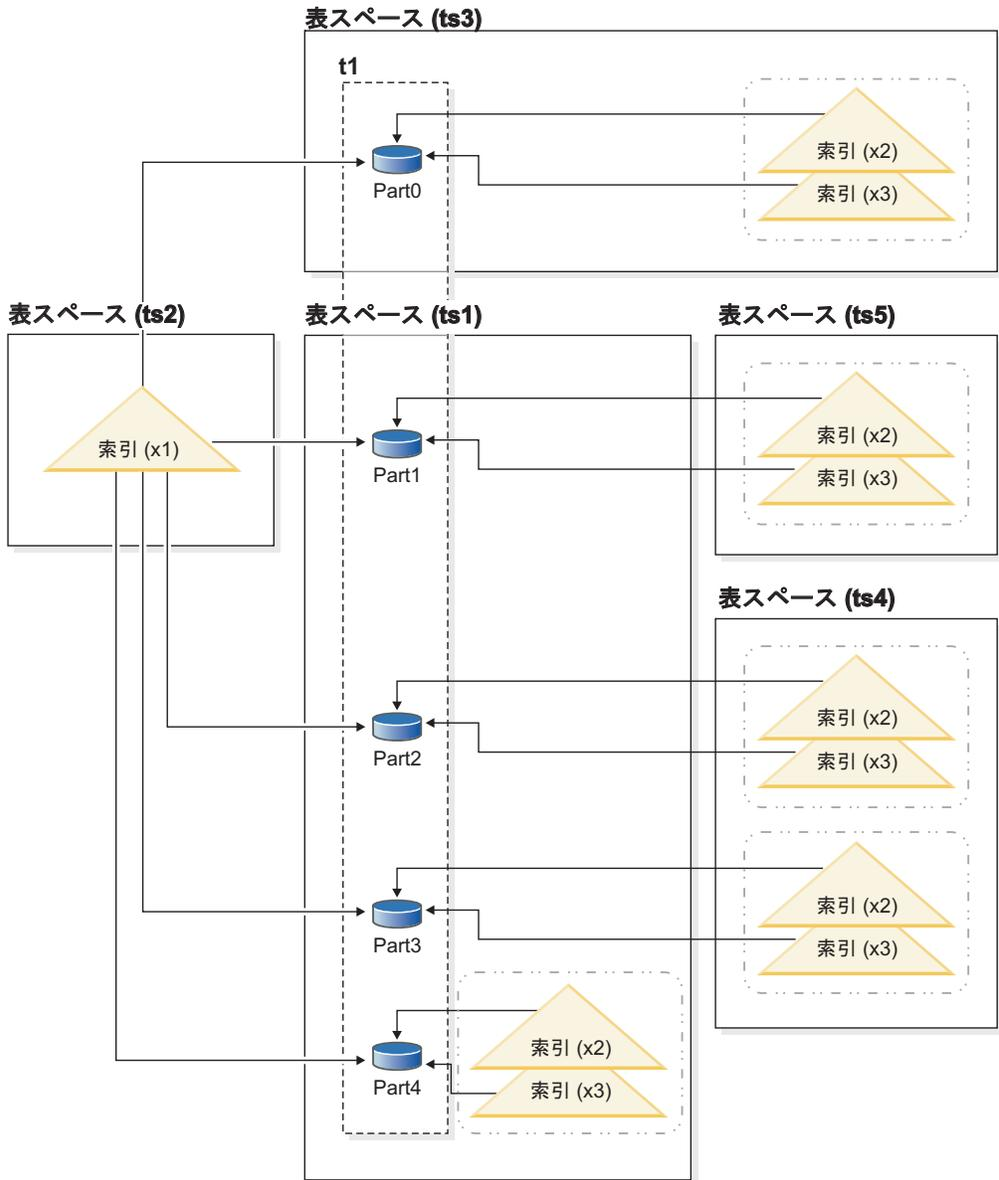 表スペース (ts3)
t1
索引 (x2)
Part0
索引 (x3)
表スペース (ts2)
表スペース (ts1)
表スペース (ts5)
索引 (x1)
索引 (x2)
Part1
索引 (x3)
表スペース (ts4)
索引 (x2)
Part2
索引 (x3)
索引 (x2)
Part3
索引 (x3)
索引 (x2)
Part4
索引 (x3)